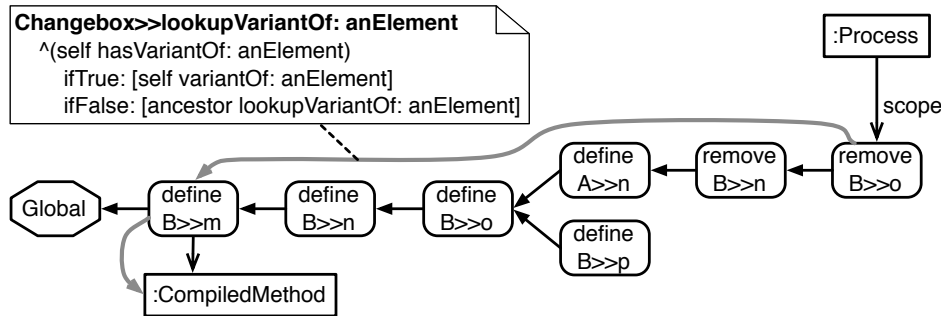 Changebox>>lookupVariantOf: anElement
^(self hasVariantOf: anElement)
ifTrue: [self variantOf: anElement]
ifFalse: [ancestor lookupVariantOf: anElement]
:Process
scope
Global
define
B>>m
define
B>>n
define
B>>o
define
A>>n
remove
B>>n
remove
B>>o
define
B>>p
:CompiledMethod